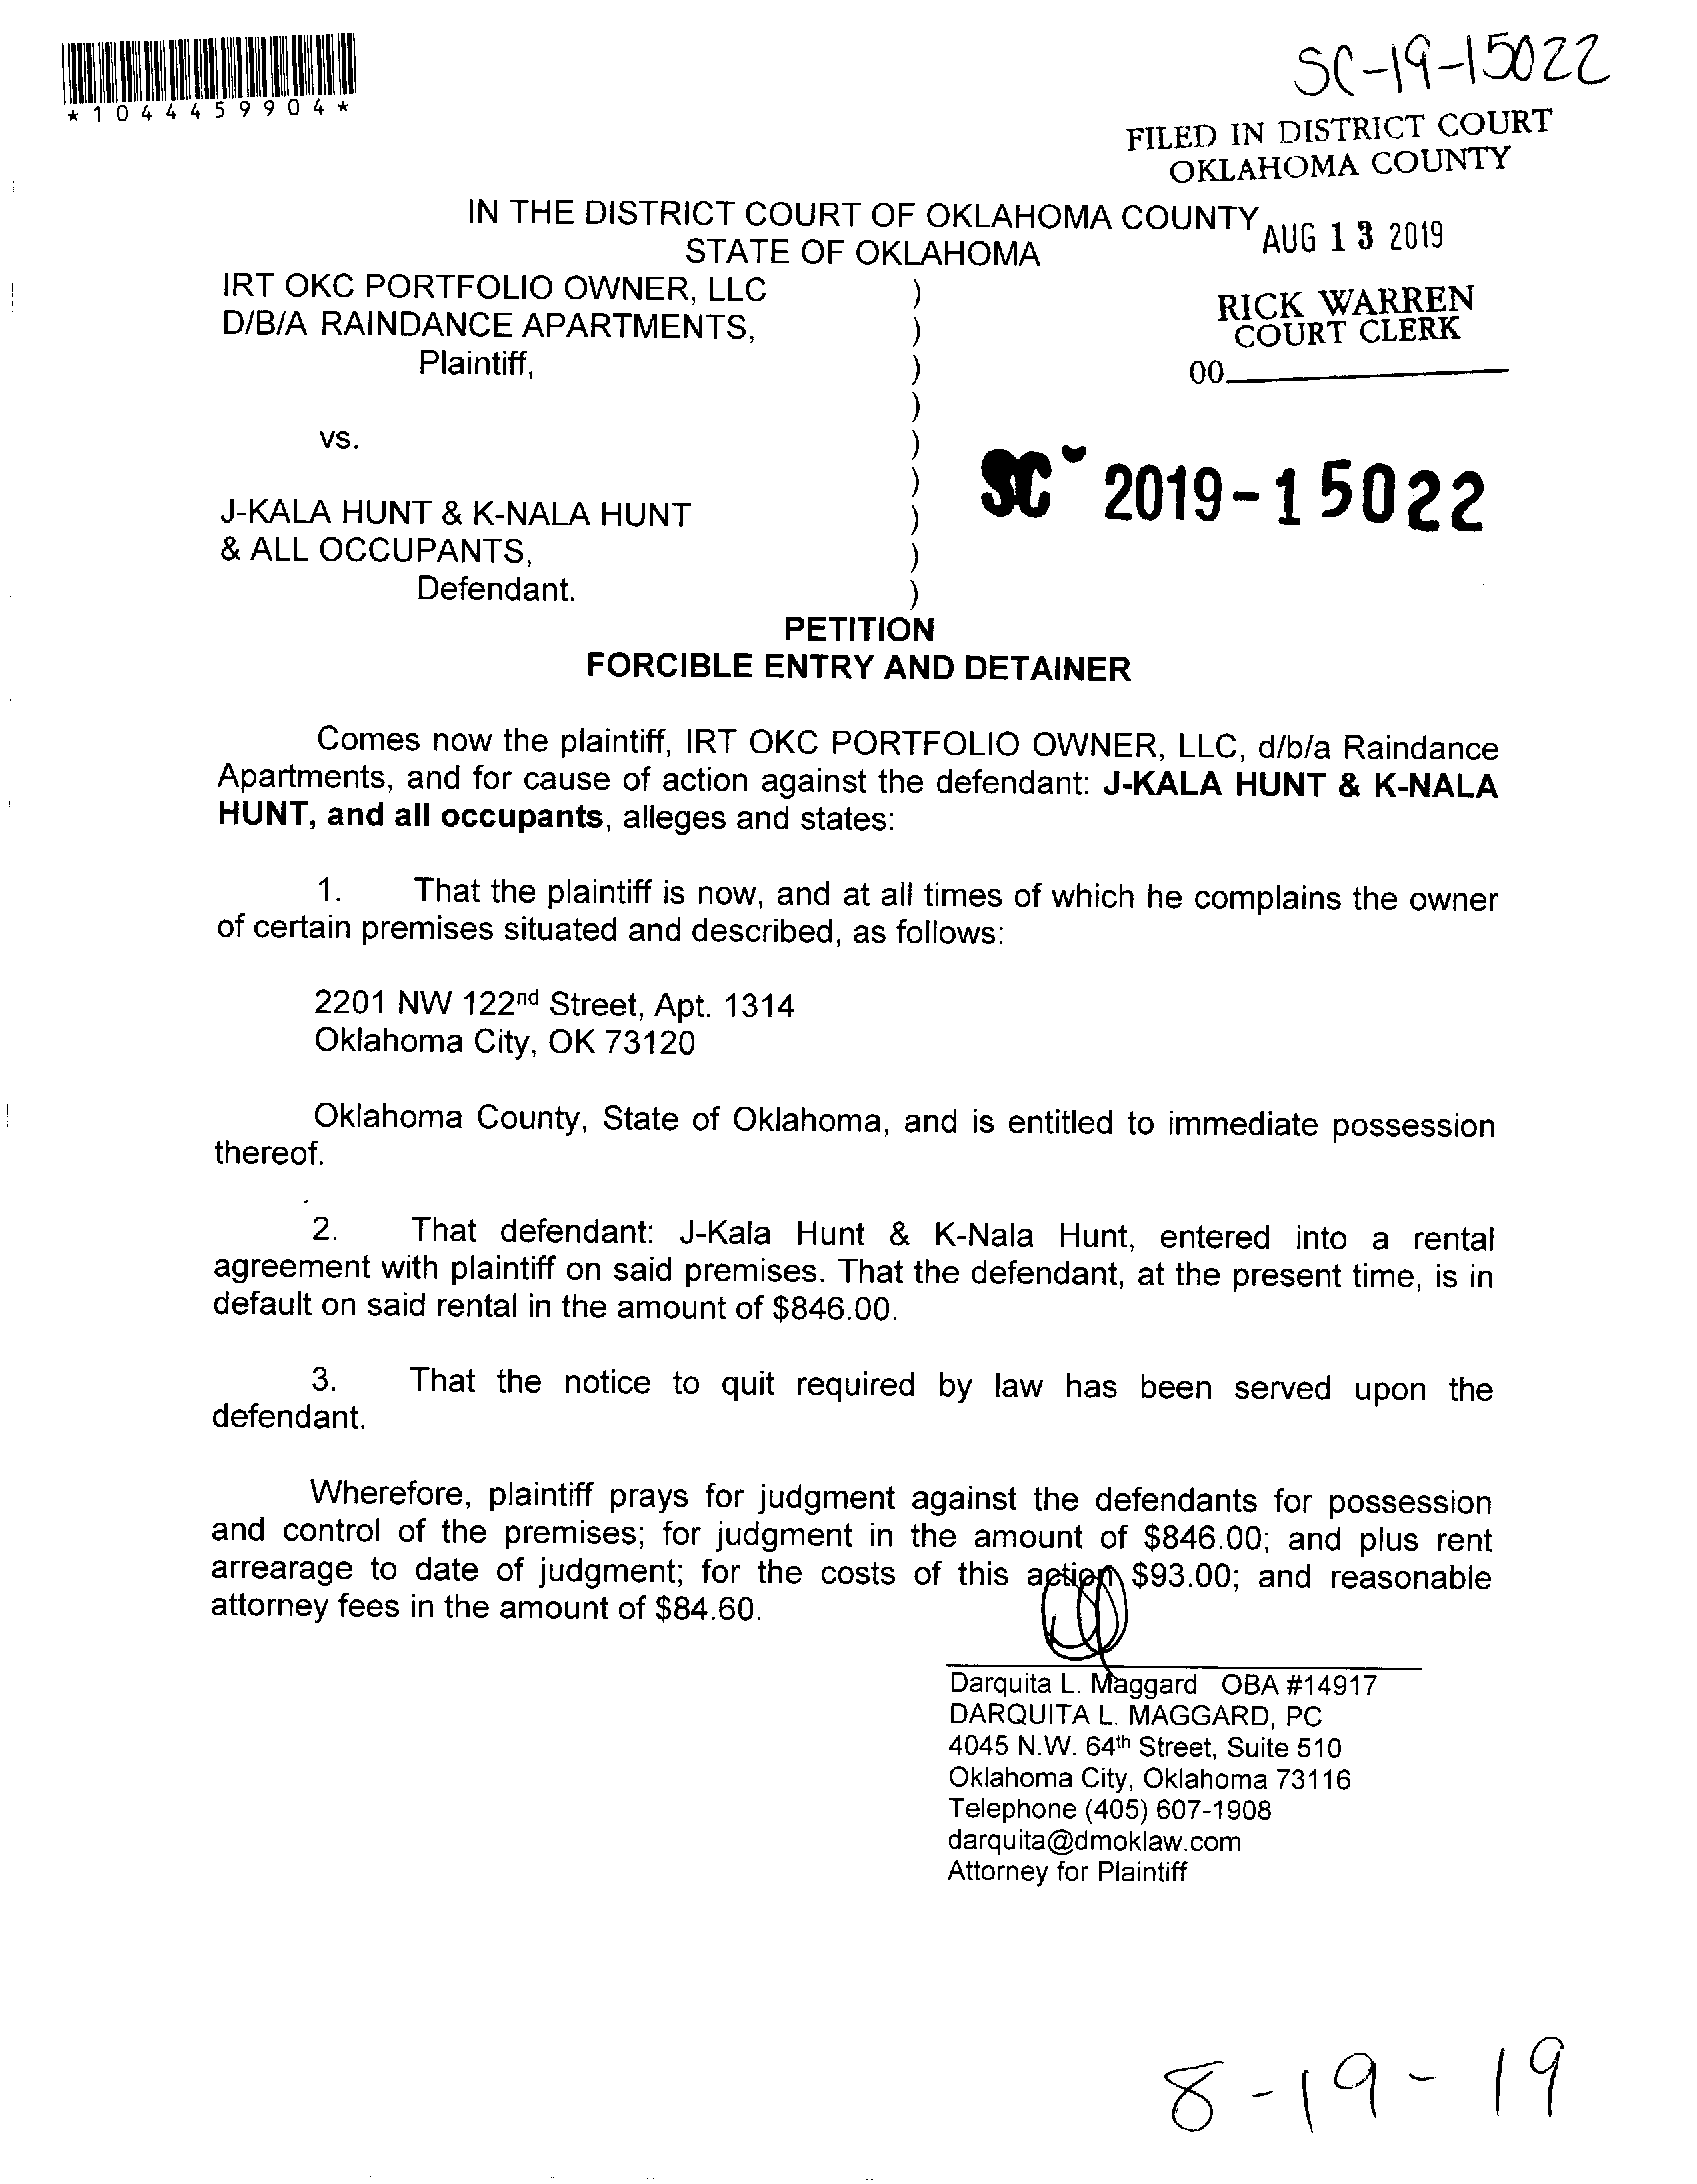 SC-19-15022
*1044459904*
FILED IN DISTRICT COURT
OKLAHOMA COUNTY
IN THE DISTRICT COURT OF OKLAHOMA COUNTY
AUG 13 2019
STATE OF OKLAHOMA
IRT OKC PORTFOLIO OWNER, LLC )
RICK WARREN
D/B/A RAINDANCE APARTMENTS, )
COURT CLERK
Plaintiff, )
00
)
vs. )
SC 2019-15022
)
J-KALA HUNT & K-NALA HUNT )
& ALL OCCUPANTS, )
Defendant. )
PETITION
FORCIBLE ENTRY AND DETAINER
Comes now the plaintiff, IRT OKC PORTFOLIO OWNER, LLC, d/b/a Raindance
Apartments, and for cause of action against the defendant: J-KALA HUNT & K-NALA
HUNT, and all occupants, alleges and states:
1. That the plaintiff is now, and at all times of which he complains the owner
of certain premises situated and described, as follows:
2201 NW 122nd Street, Apt. 1314
Oklahoma City, OK 73120
Oklahoma County, State of Oklahoma, and is entitled to immediate possession
thereof.
2. That defendant: J-Kala Hunt & K-Nala Hunt, entered into a rental
agreement with plaintiff on said premises. That the defendant, at the present time, is in
default on said rental in the amount of $846.00.
3. That the notice to quit required by law has been served upon the
defendant.
Wherefore, plaintiff prays for judgment against the defendants for possession
and control of the premises; for judgment in the amount of $846.00; and plus rent
arrearage to date of judgment; for the costs of this action $93.00; and reasonable
attorney fees in the amount of $84.60.
Darquita L. Maggard OBA #14917
DARQUITA L. MAGGARD, PC
4045 N.W. 64th Street, Suite 510
Oklahoma City, Oklahoma 73116
Telephone (405) 607-1908
darquita@dmoklaw.com
Attorney for Plaintiff
8-19-19